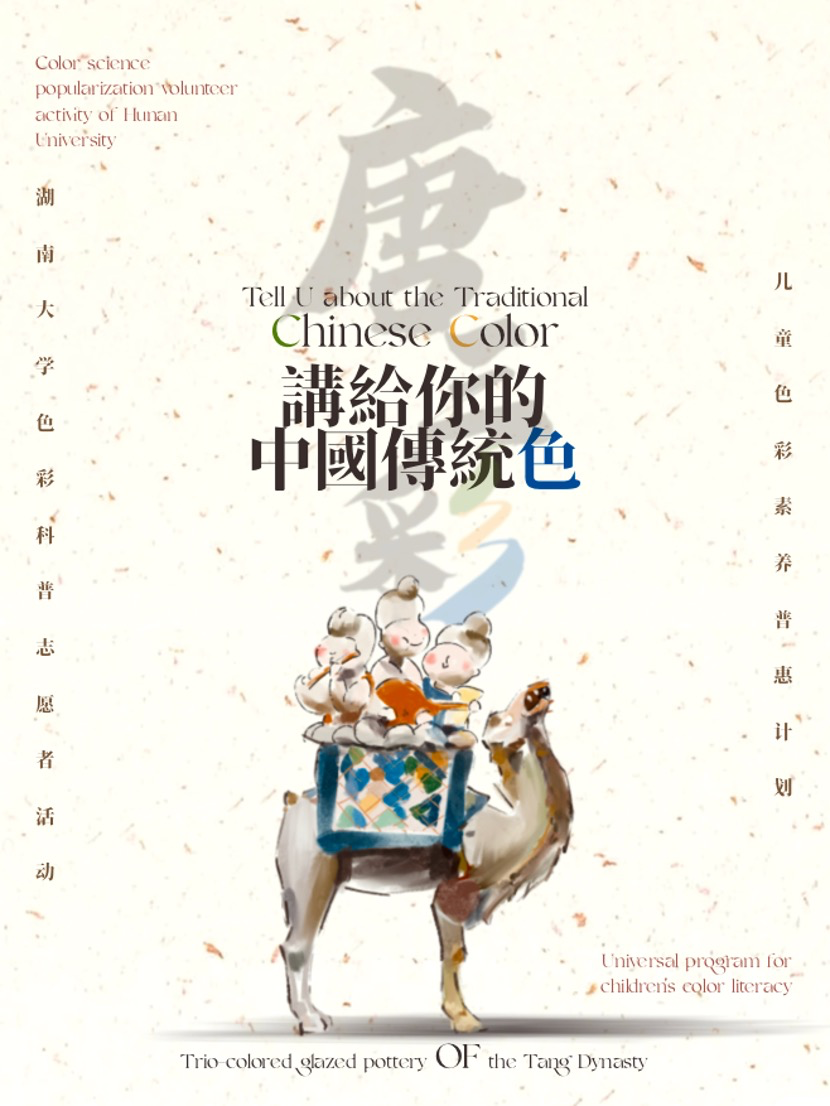 Color science
popularization volunteer
activity of Hunan
University
湖南大学色彩科普志愿者活动
唐彩
Tell U about the Traditional
Chinese Color
講給你的
中國傳統色
儿童色彩素养普惠计划
Universal program for
children's color literacy
Trio-colored glazed pottery OF the Tang Dynasty